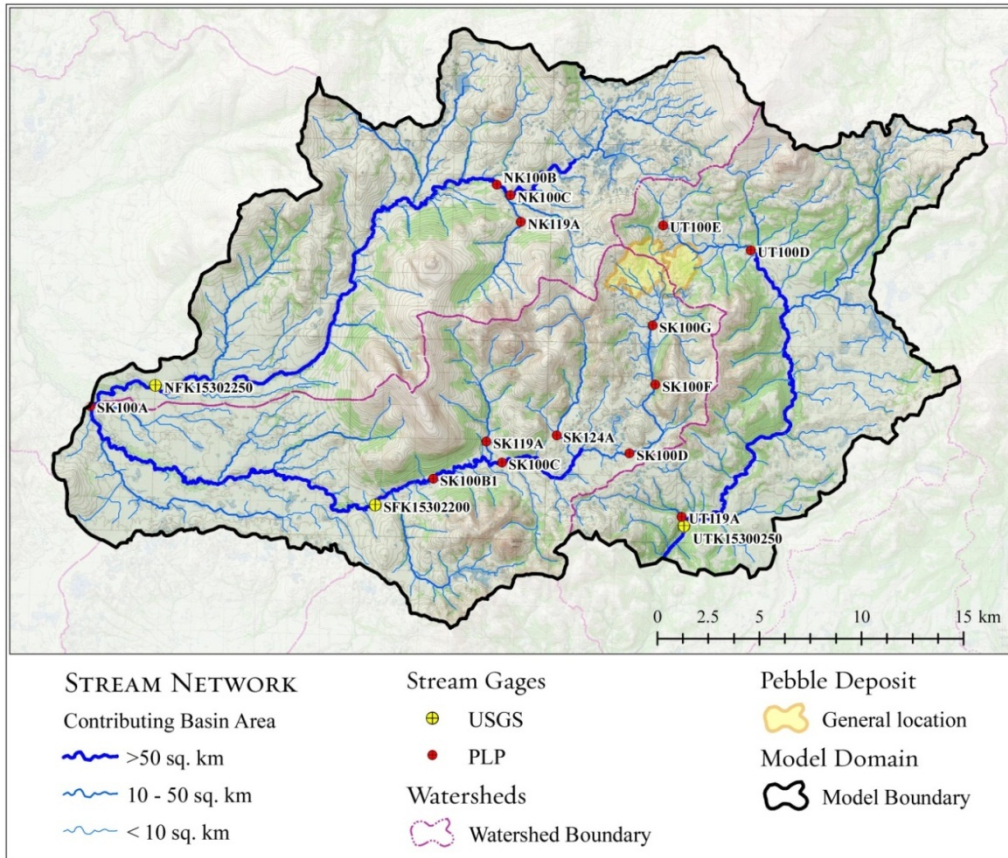 NK100B
NK100C
NK119A
UT100E
UT100D
SK100G
NFK15302250
SK100F
SK100A
SK119A
SK124A
SK100C
SK100D
SK100B1
SFK15302200
UT119A
UTK15300250
0 2.5 5 10 15 km
STREAM NETWORK
Contributing Basin Area
>50 sq. km
10 - 50 sq. km
< 10 sq. km
Stream Gages
USGS
PLP
Watersheds
Watershed Boundary
Pebble Deposit
General location
Model Domain
Model Boundary